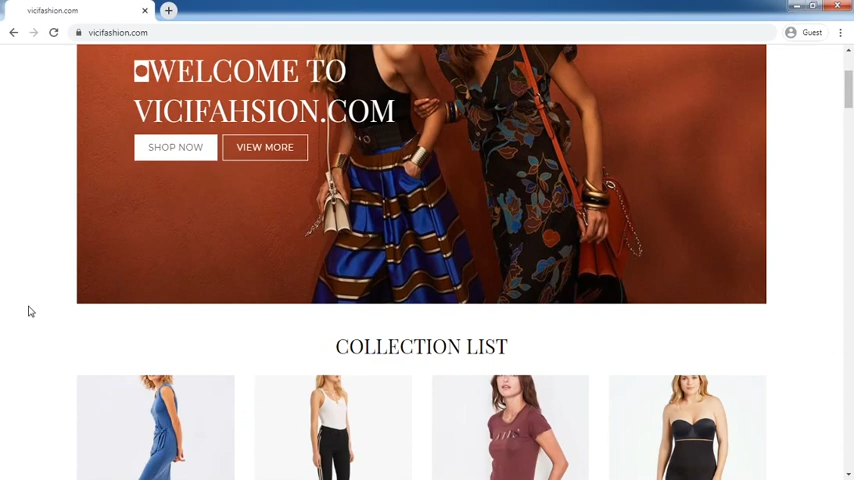 vicifashion.com
vicifashion.com
Guest
WELCOME TO
VICIFAHSION.COM
SHOP NOW
VIEW MORE
COLLECTION LIST